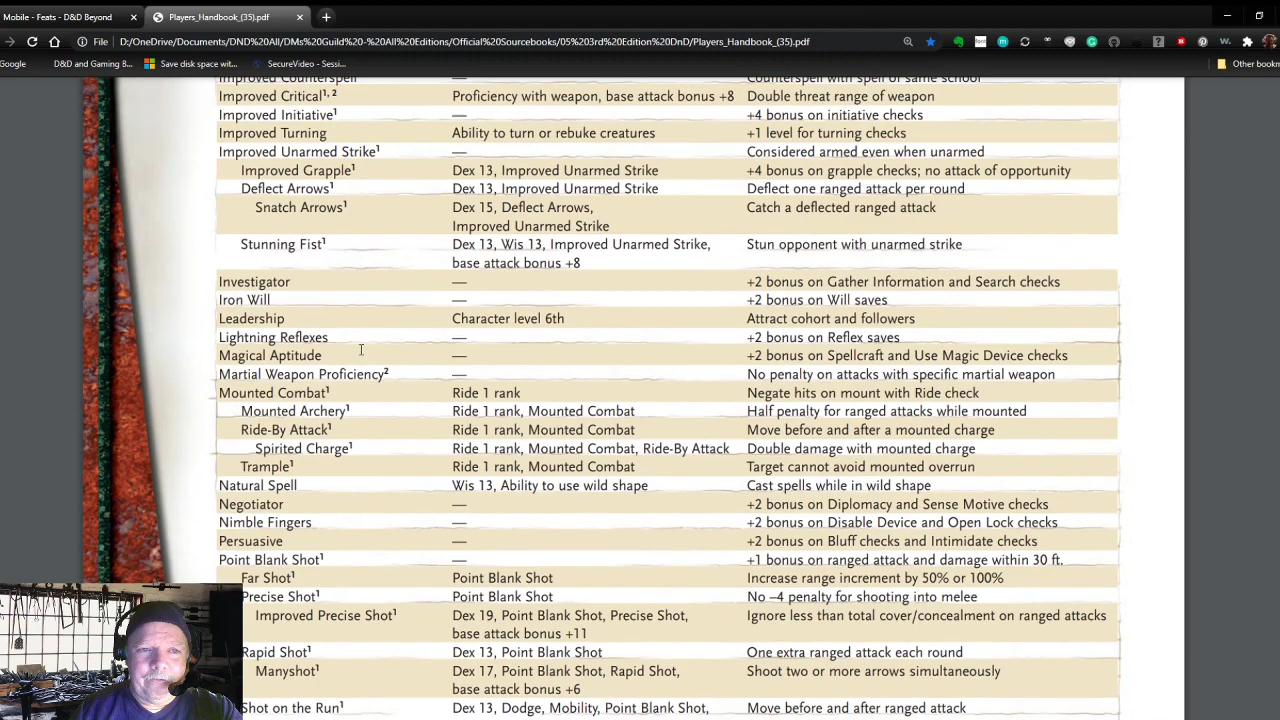 Mobile - Feats - D&D Beyond
Players_Handbook_(35).pdf
File D:/OneDrive/Documents/DND%20All/DMs%20Guild%20-%20All%20Editions/Official%20Sourcebooks/05%203rd%20Edition%20DnD/Players_Handbook_(35).pdf
Google D&D and Gaming B... Save disk space wit... SecureVideo - Sessi... Other bookm
Improved Counterspell — Counterspell with spell of same school
Improved Critical1, 2 Proficiency with weapon, base attack bonus +8 Double threat range of weapon
Improved Initiative1 — +4 bonus on initiative checks
Improved Turning Ability to turn or rebuke creatures +1 level for turning checks
Improved Unarmed Strike1 — Considered armed even when unarmed
Improved Grapple1 Dex 13, Improved Unarmed Strike +4 bonus on grapple checks; no attack of opportunity
Deflect Arrows1 Dex 13, Improved Unarmed Strike Deflect one ranged attack per round
Snatch Arrows1 Dex 15, Deflect Arrows, Catch a deflected ranged attack
Improved Unarmed Strike
Stunning Fist1 Dex 13, Wis 13, Improved Unarmed Strike, Stun opponent with unarmed strike
base attack bonus +8
Investigator — +2 bonus on Gather Information and Search checks
Iron Will — +2 bonus on Will saves
Leadership Character level 6th Attract cohort and followers
Lightning Reflexes — +2 bonus on Reflex saves
Magical Aptitude — +2 bonus on Spellcraft and Use Magic Device checks
Martial Weapon Proficiency2 — No penalty on attacks with specific martial weapon
Mounted Combat1 Ride 1 rank Negate hits on mount with Ride check
Mounted Archery1 Ride 1 rank, Mounted Combat Half penalty for ranged attacks while mounted
Ride-By Attack1 Ride 1 rank, Mounted Combat Move before and after a mounted charge
Spirited Charge1 Ride 1 rank, Mounted Combat, Ride-By Attack Double damage with mounted charge
Trample1 Ride 1 rank, Mounted Combat Target cannot avoid mounted overrun
Natural Spell Wis 13, Ability to use wild shape Cast spells while in wild shape
Negotiator — +2 bonus on Diplomacy and Sense Motive checks
Nimble Fingers — +2 bonus on Disable Device and Open Lock checks
Persuasive — +2 bonus on Bluff checks and Intimidate checks
Point Blank Shot1 — +1 bonus on ranged attack and damage within 30 ft.
Far Shot1 Point Blank Shot Increase range increment by 50% or 100%
Precise Shot1 Point Blank Shot No –4 penalty for shooting into melee
Improved Precise Shot1 Dex 19, Point Blank Shot, Precise Shot, Ignore less than total cover/concealment on ranged attacks
base attack bonus +11
Rapid Shot1 Dex 13, Point Blank Shot One extra ranged attack each round
Manyshot1 Dex 17, Point Blank Shot, Rapid Shot, Shoot two or more arrows simultaneously
base attack bonus +6
Shot on the Run1 Dex 13, Dodge, Mobility, Point Blank Shot, Move before and after ranged attack